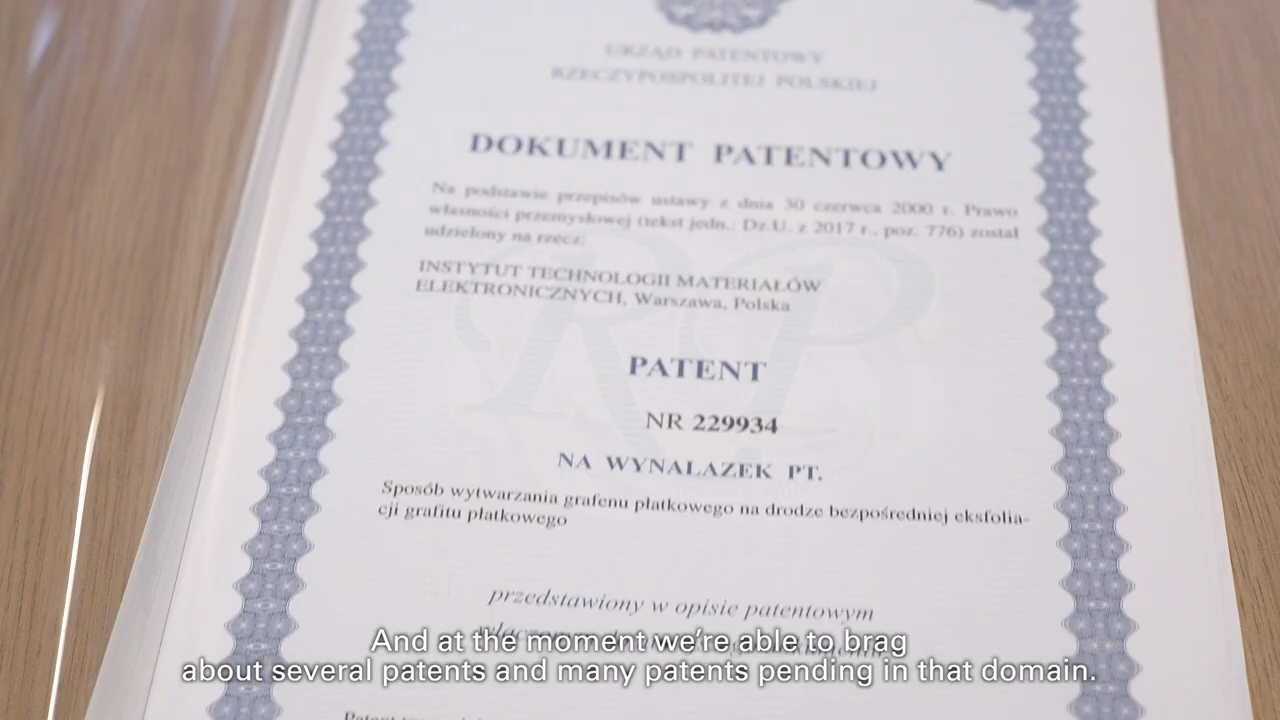 URZĄD PATENTOWY
RZECZYPOSPOLITEJ POLSKIEJ
DOKUMENT PATENTOWY
Na podstawie przepisów ustawy z dnia 30 czerwca 2000 r. Prawo
własności przemysłowej (tekst jedn.: Dz.U. z 2017 r., poz. 776) został
udzielony na rzecz:
INSTYTUT TECHNOLOGII MATERIAŁÓW
ELEKTRONICZNYCH, Warszawa, Polska
PATENT
NR 229934
NA WYNALAZEK PT.
Sposób wytwarzania grafenu płatkowego na drodze bezpośredniej eksfolia-
cji grafitu płatkowego
przedstawiony w opisie patentowym
And at the moment we're able to brag
about several patents and many patents pending in that domain.